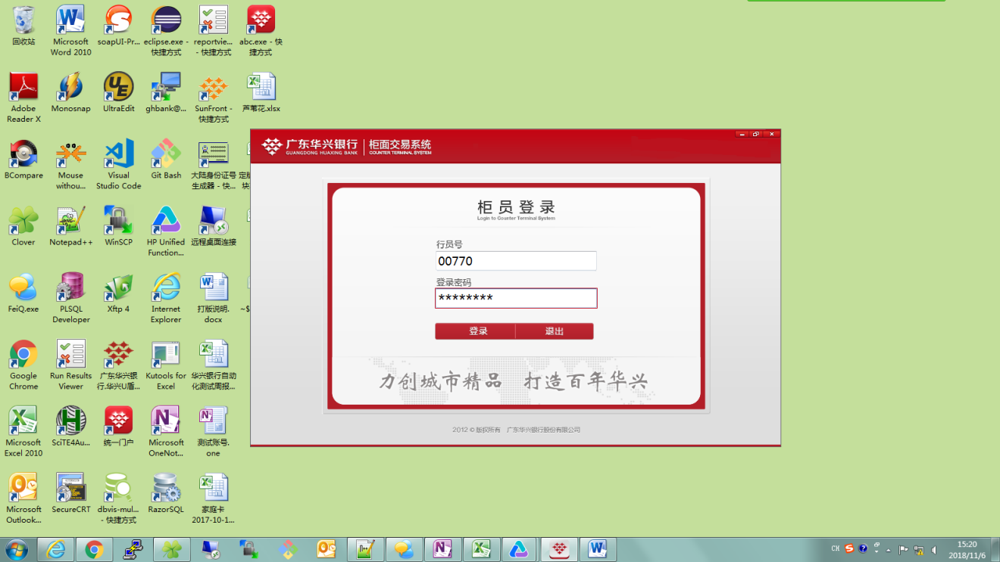 回收站
Microsoft
Word 2010
soapUI-Pr...
eclipse.exe -
快捷方式
reportvie...
- 快捷方式
abc.exe - 快
捷方式
Adobe
Reader X
Monosnap
UltraEdit
ghbank@...
SunFront -
快捷方式
芦苇花.xlsx
BCompare
Mouse
withou...
Visual
Studio Code
Git Bash
大陆身份证号
生成器 - 快...
Clover
Notepad++
WinSCP
HP Unified
Function...
远程桌面连接
FeiQ.exe
PLSQL
Developer
Xftp 4
Internet
Explorer
打版说明.
docx
~$
Google
Chrome
Run Results
Viewer
广东华兴银
行.华兴U盾...
Kutools for
Excel
华兴银行自动
化测试周报...
Microsoft
Excel 2010
SciTE4Au...
统一门户
Microsoft
OneNot...
测试账号.
one
Microsoft
Outlook...
SecureCRT
dbvis-mul...
- 快捷方式
RazorSQL
家庭卡
2017-10-1...
广东华兴银行 柜面交易系统
GUANGDONG HUAXING BANK COUNTER TERMINAL SYSTEM
柜员登录
Login to Counter Terminal System
行员号
00770
登录密码
********
登录 退出
力创城市精品 打造百年华兴
2012 © 版权所有 广东华兴银行股份有限公司
CH
15:20
2018/11/6